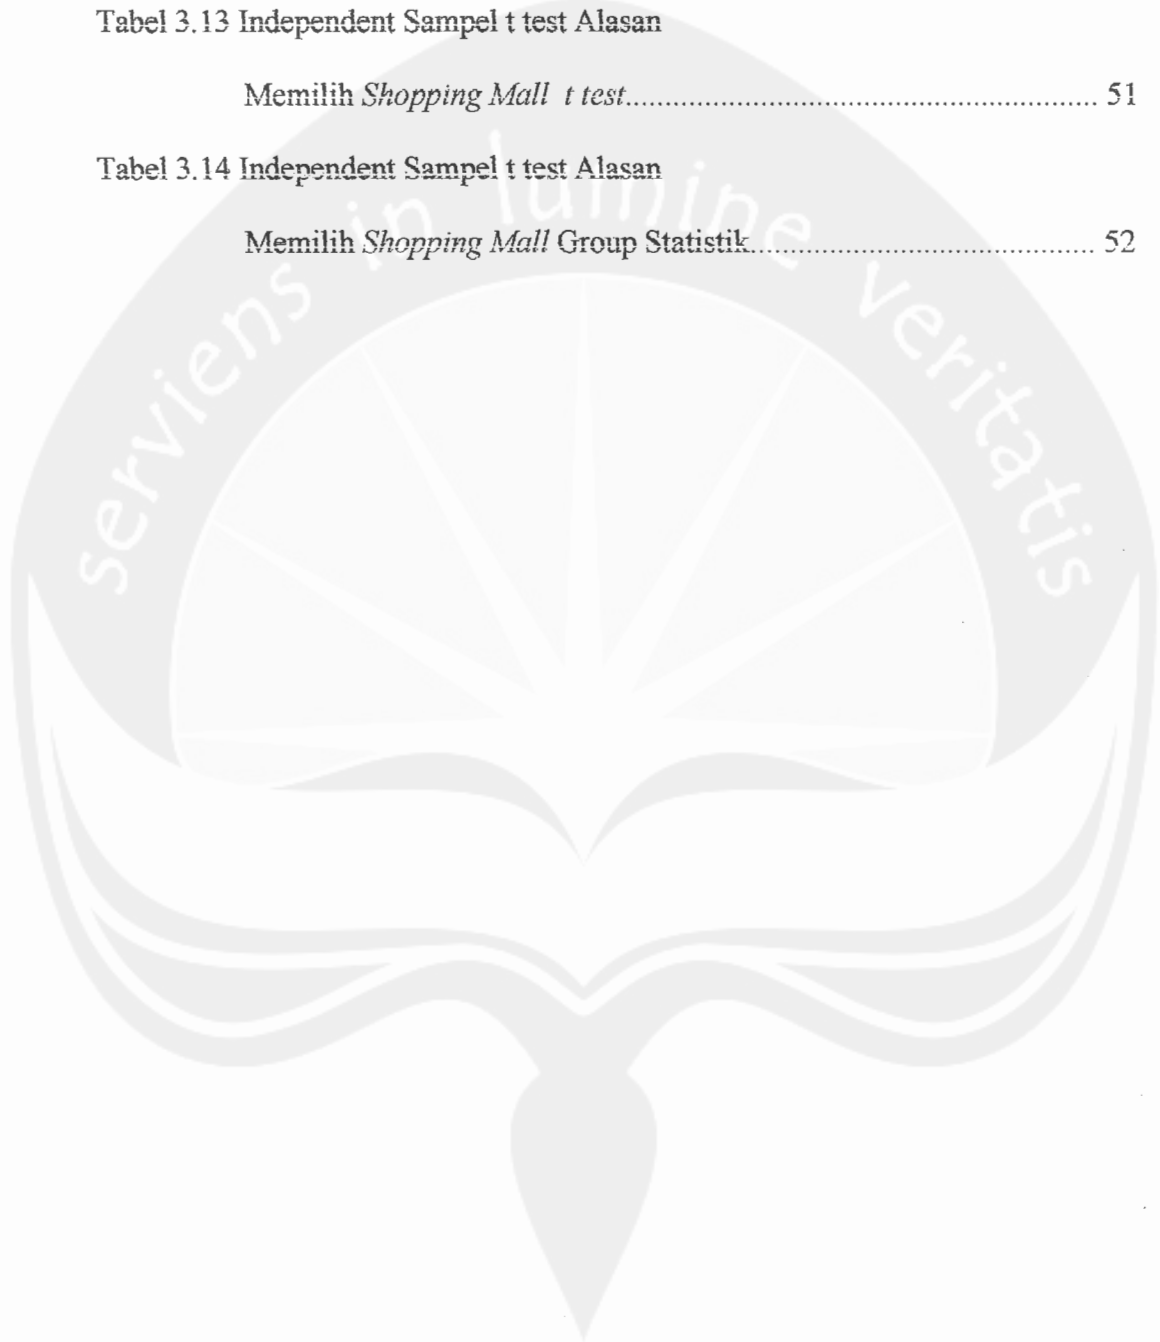 Tabel 3.13 Independent Sampel t test Alasan
Memilih Shopping Mall t test............................................................ 51
Tabel 3.14 Independent Sampel t test Alasan
Memilih Shopping Mall Group Statistik............................................ 52
serviens in lumine veritatis